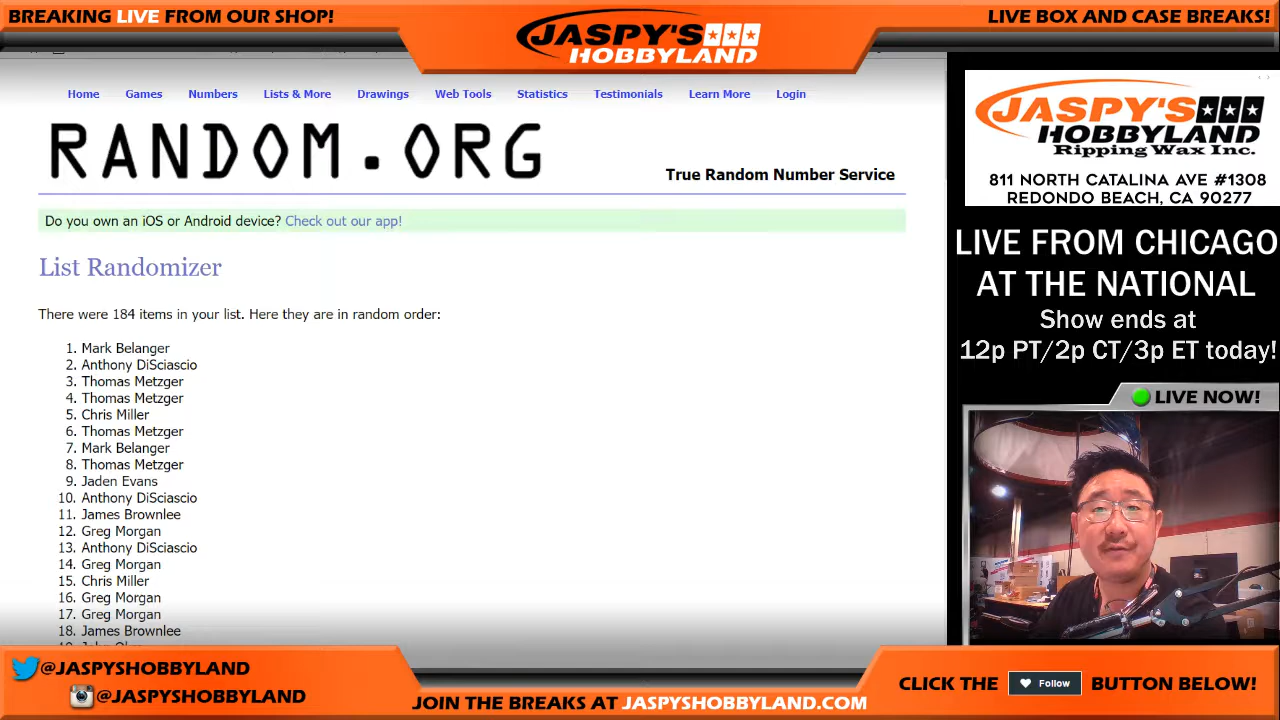 BREAKING LIVE FROM OUR SHOP!
JASPY'S
HOBBYLAND
LIVE BOX AND CASE BREAKS!
Home Games Numbers Lists & More Drawings Web Tools Statistics Testimonials Learn More Login
RANDOM.ORG
True Random Number Service
Do you own an iOS or Android device? Check out our app!
List Randomizer
There were 184 items in your list. Here they are in random order:
1. Mark Belanger
2. Anthony DiSciascio
3. Thomas Metzger
4. Thomas Metzger
5. Chris Miller
6. Thomas Metzger
7. Mark Belanger
8. Thomas Metzger
9. Jaden Evans
10. Anthony DiSciascio
11. James Brownlee
12. Greg Morgan
13. Anthony DiSciascio
14. Greg Morgan
15. Chris Miller
16. Greg Morgan
17. Greg Morgan
18. James Brownlee
JASPY'S
HOBBYLAND
Ripping Wax Inc.
811 NORTH CATALINA AVE #1308
REDONDO BEACH, CA 90277
LIVE FROM CHICAGO
AT THE NATIONAL
Show ends at
12p PT/2p CT/3p ET today!
LIVE NOW!
@JASPYSHOBBYLAND
@JASPYSHOBBYLAND
JOIN THE BREAKS AT JASPYSHOBBYLAND.COM
CLICK THE Follow BUTTON BELOW!